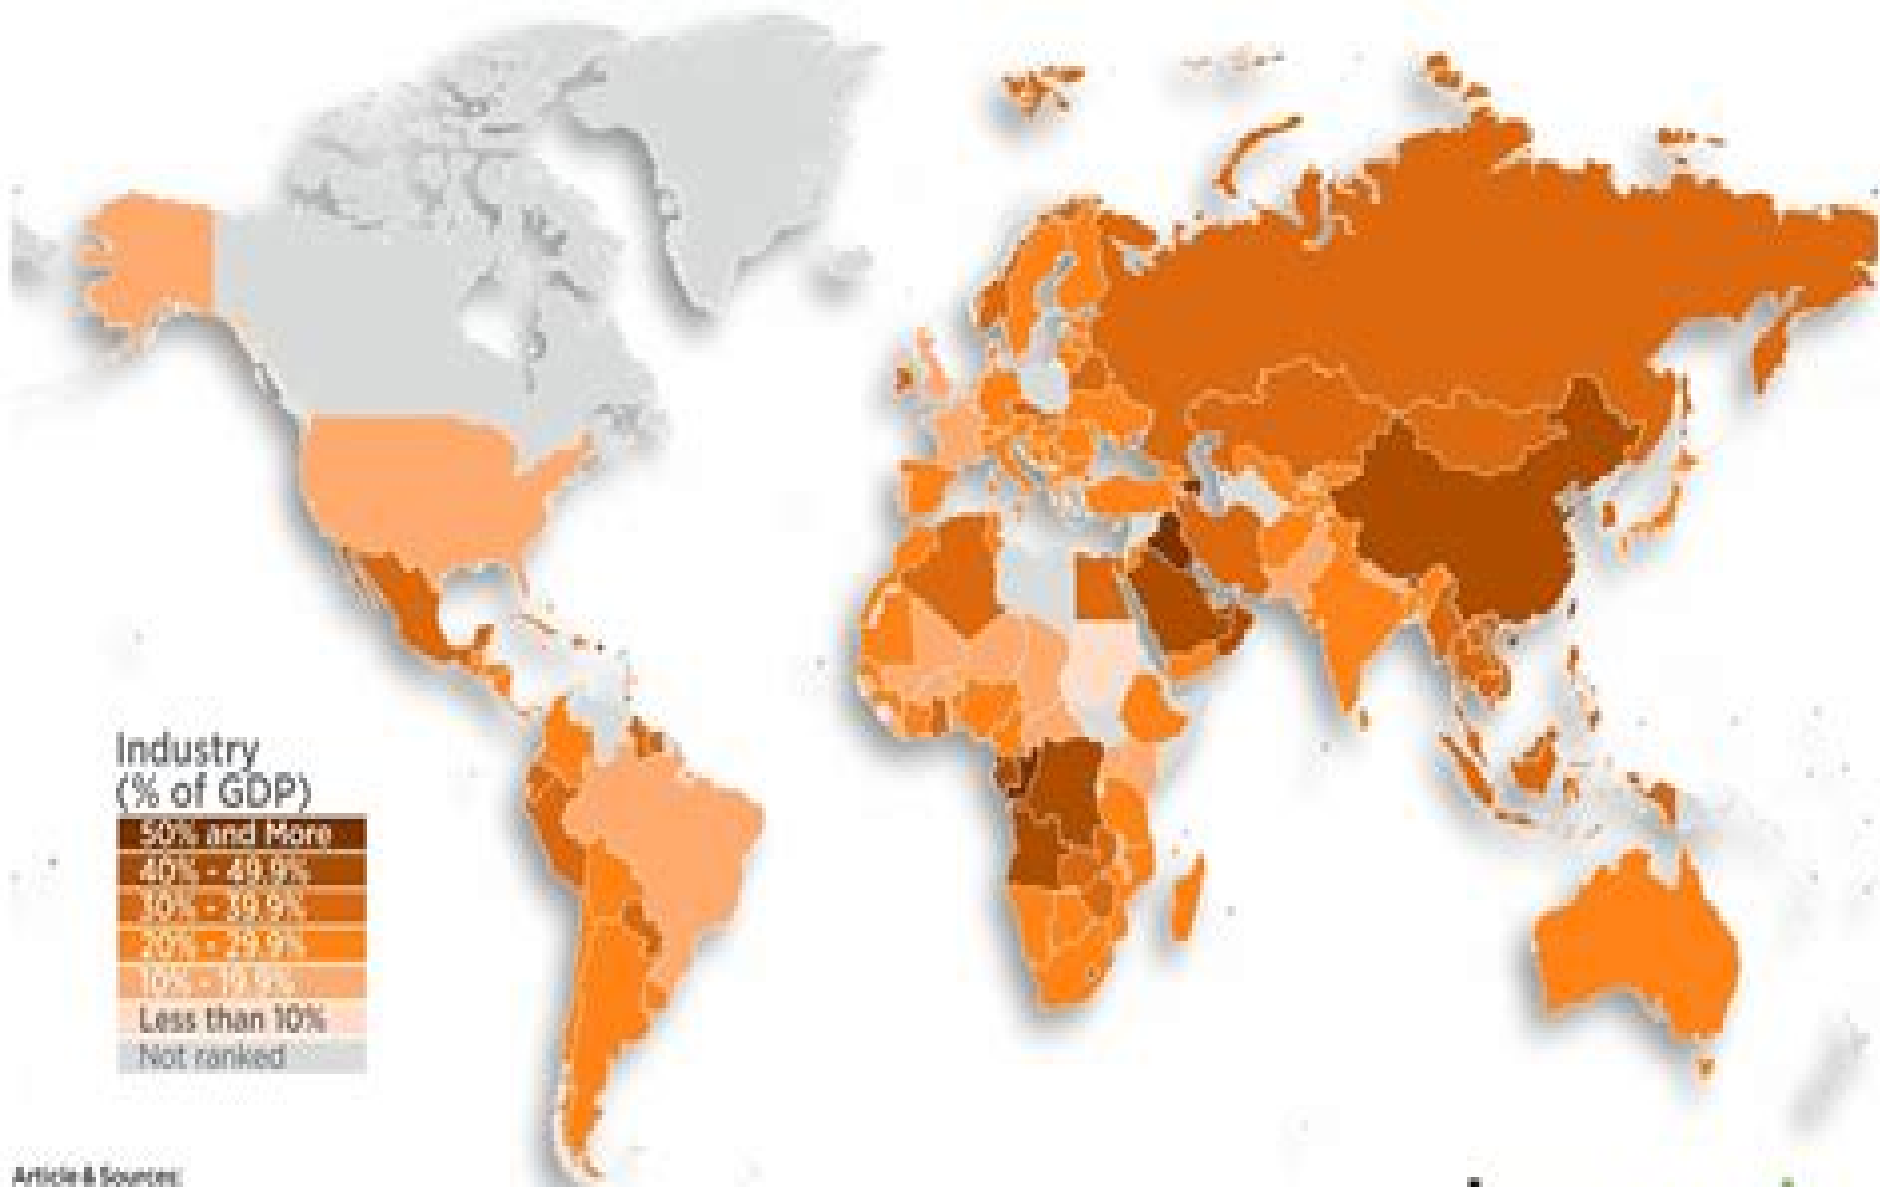 Industry
(% of GDP)
50% and More
40% - 49.9%
30% - 39.9%
20% - 29.9%
10% - 19.9%
Less than 10%
Not ranked
Article & Sources: